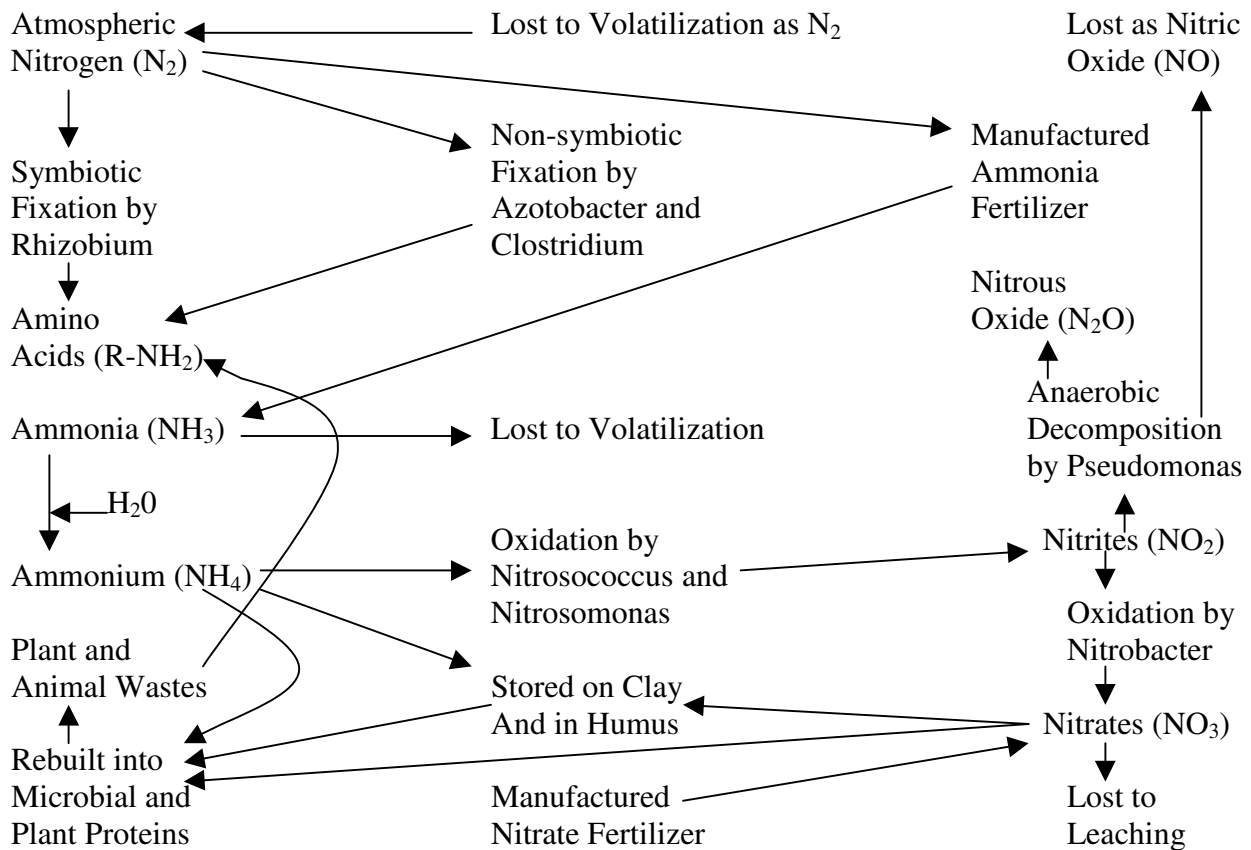 Atmospheric
Nitrogen (N₂)
Lost to Volatilization as N₂
Lost as Nitric
Oxide (NO)
Symbiotic
Fixation by
Rhizobium
Non-symbiotic
Fixation by
Azotobacter and
Clostridium
Manufactured
Ammonia
Fertilizer
Amino
Acids (R-NH₂)
Nitrous
Oxide (N₂O)
Ammonia (NH₃)
Lost to Volatilization
Anaerobic
Decomposition
by Pseudomonas
H₂0
Ammonium (NH₄)
Oxidation by
Nitrosococcus and
Nitrosomonas
Nitrites (NO₂)
Oxidation by
Nitrobacter
Plant and
Animal Wastes
Stored on Clay
And in Humus
Nitrates (NO₃)
Rebuilt into
Microbial and
Plant Proteins
Manufactured
Nitrate Fertilizer
Lost to
Leaching